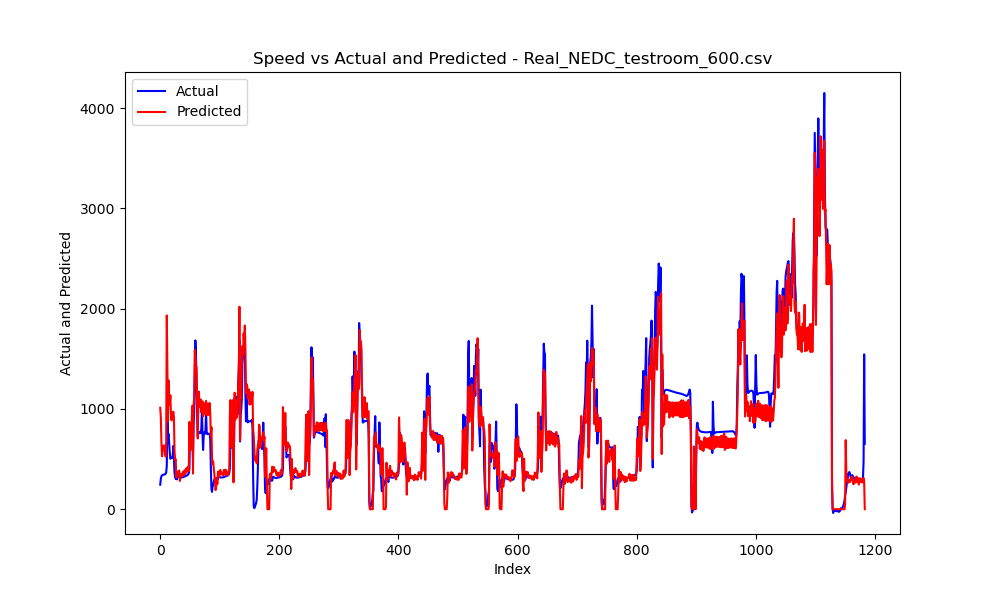 Speed vs Actual and Predicted - Real_NEDC_testroom_600.csv
Actual
Predicted
Actual and Predicted
4000
3000
2000
1000
0
0 200 400 600 800 1000 1200
Index